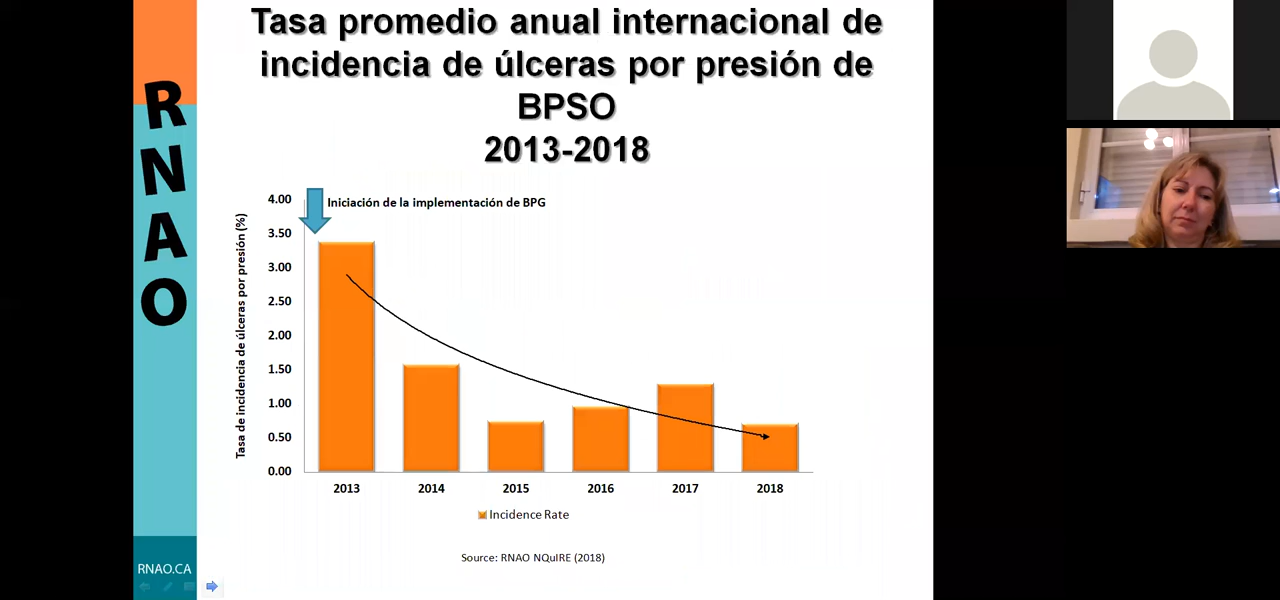 Tasa promedio anual internacional de
incidencia de úlceras por presión de
BPSO
2013-2018
RNAO
Iniciación de la implementación de BPG
Tasa de incidencia de úlceras por presión (%)
4.00
3.50
3.00
2.50
2.00
1.50
1.00
0.50
0.00
2013 2014 2015 2016 2017 2018
Incidence Rate
Source: RNAO NQuIRE (2018)
RNAO.CA